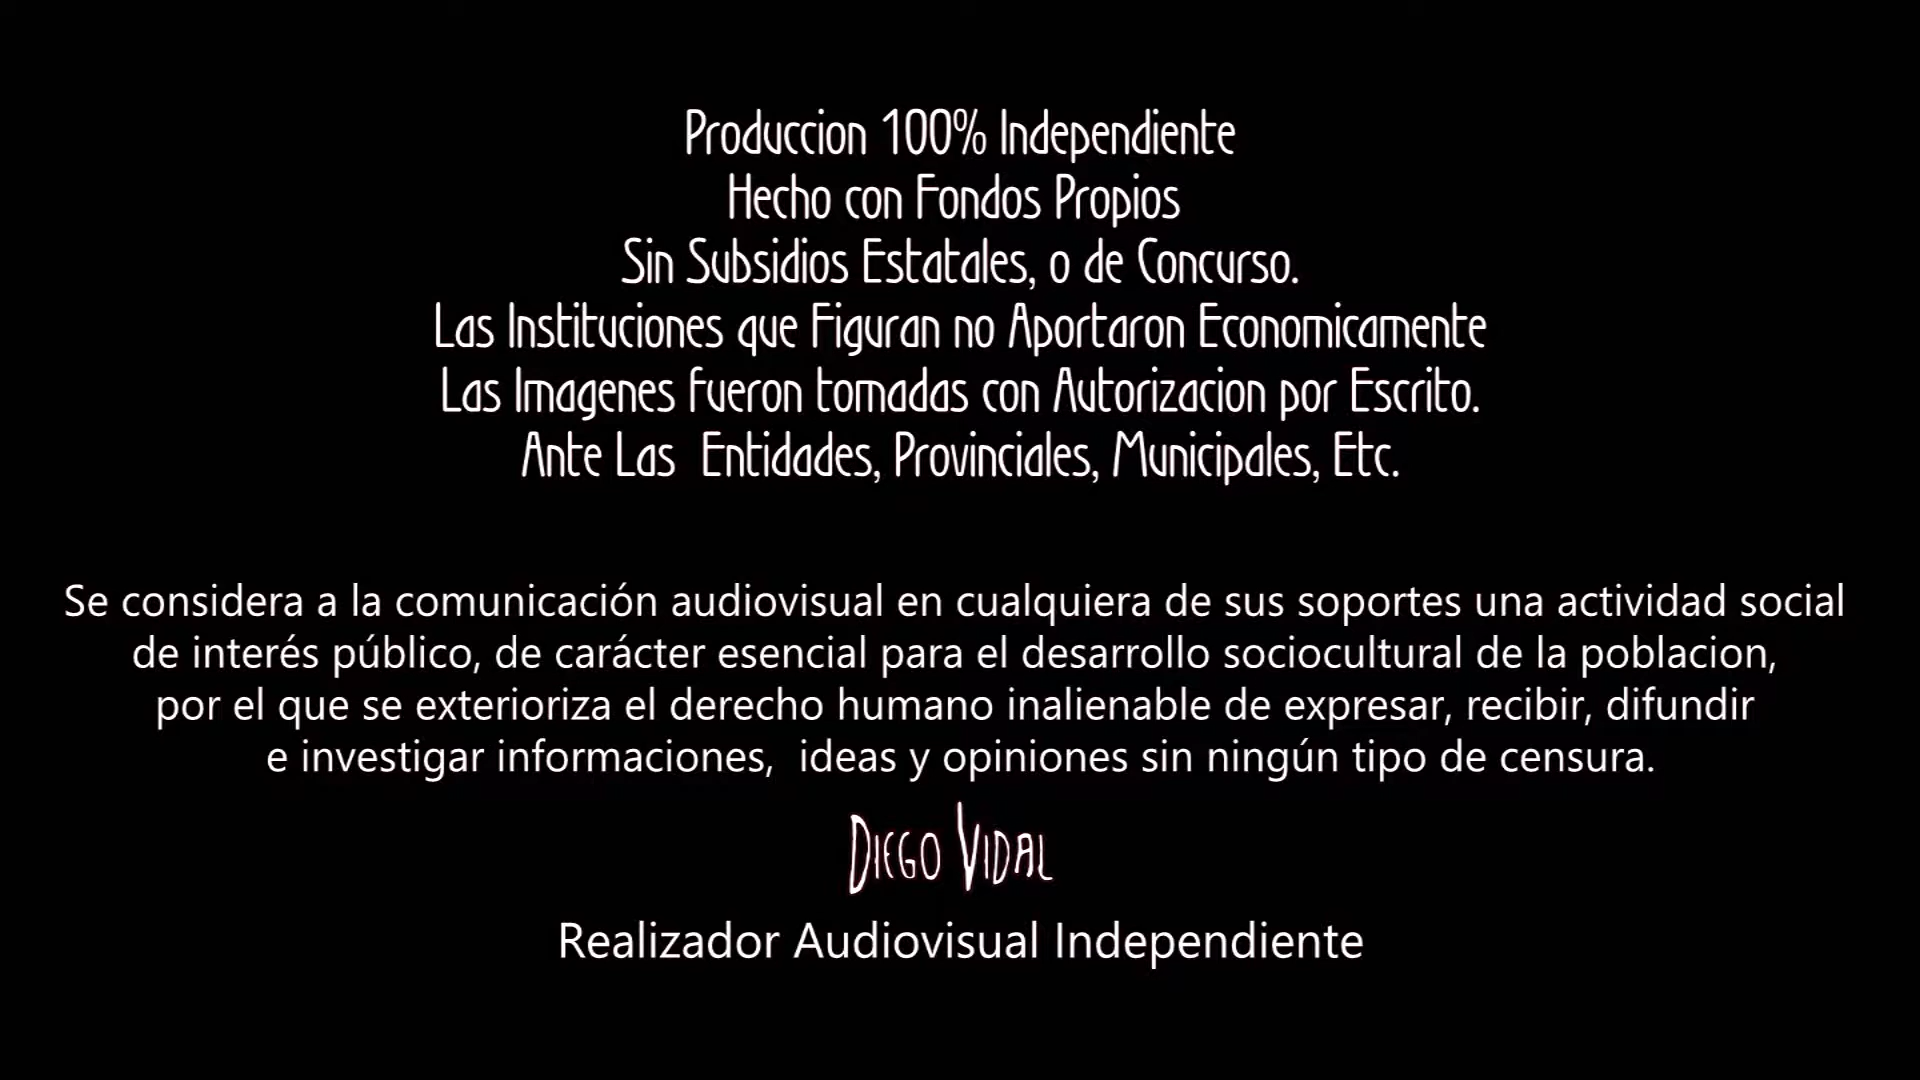 Produccion 100% Independiente
Hecho con Fondos Propios
Sin Subsidios Estatales, o de Concurso.
Las Instituciones que Figuran no Aportaron Economicamente
Las Imagenes fueron tomadas con Autorizacion por Escrito.
Ante Las Entidades, Provinciales, Municipales, Etc.
Se considera a la comunicación audiovisual en cualquiera de sus soportes una actividad social
de interés público, de carácter esencial para el desarrollo sociocultural de la poblacion,
por el que se exterioriza el derecho humano inalienable de expresar, recibir, difundir
e investigar informaciones, ideas y opiniones sin ningún tipo de censura.
Diego Vidal
Realizador Audiovisual Independiente